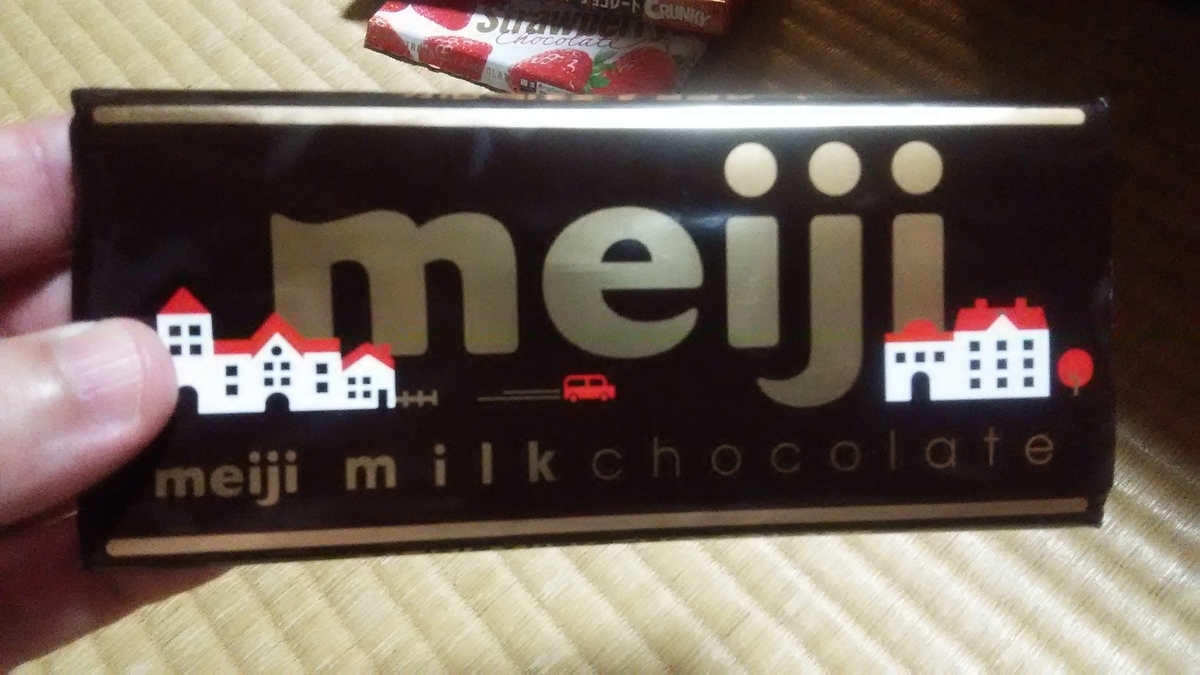 CRUNKY
Strawberry
Chocolate
meiji
meiji milk chocolate